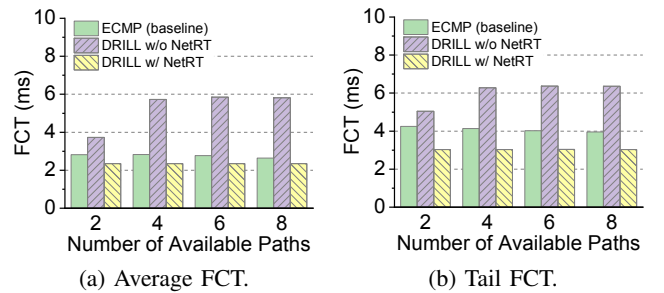 10
8
6
4
2
0
FCT (ms)
ECMP (baseline)
DRILL w/o NetRT
DRILL w/ NetRT
2 4 6 8
Number of Available Paths
(a) Average FCT.
10
8
6
4
2
0
FCT (ms)
ECMP (baseline)
DRILL w/o NetRT
DRILL w/ NetRT
2 4 6 8
Number of Available Paths
(b) Tail FCT.